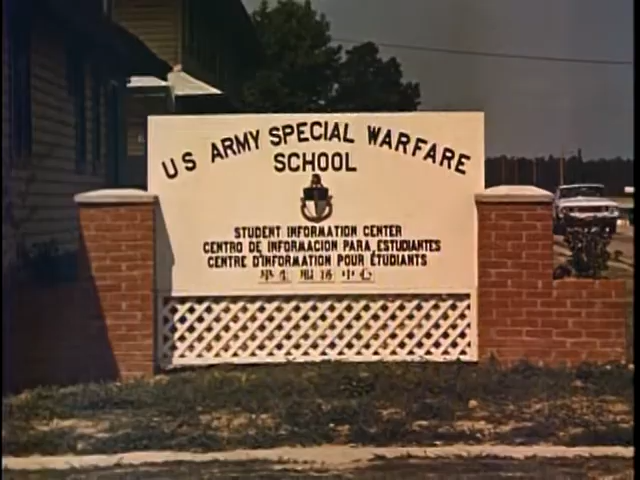 US ARMY SPECIAL WARFARE
SCHOOL
STUDENT INFORMATION CENTER
CENTRO DE INFORMACION PARA ESTUDIANTES
CENTRE D'INFORMATION POUR ÉTUDIANTS
學生 中心